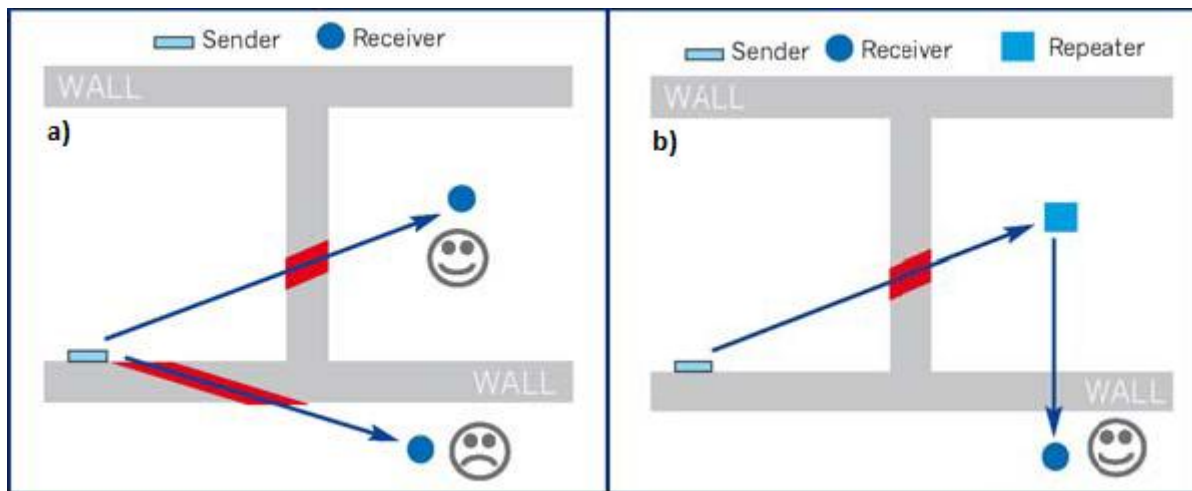 Sender Receiver
WALL
a)
WALL
Sender Receiver Repeater
WALL
b)
WALL